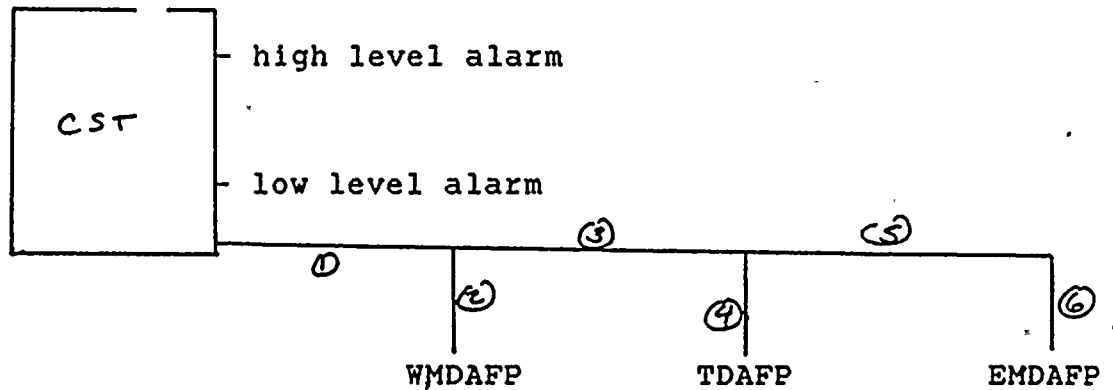 high level alarm
CST
low level alarm
③ ⑤
①
② ④ ⑥
WMDAFP TDAFP EMDAFP